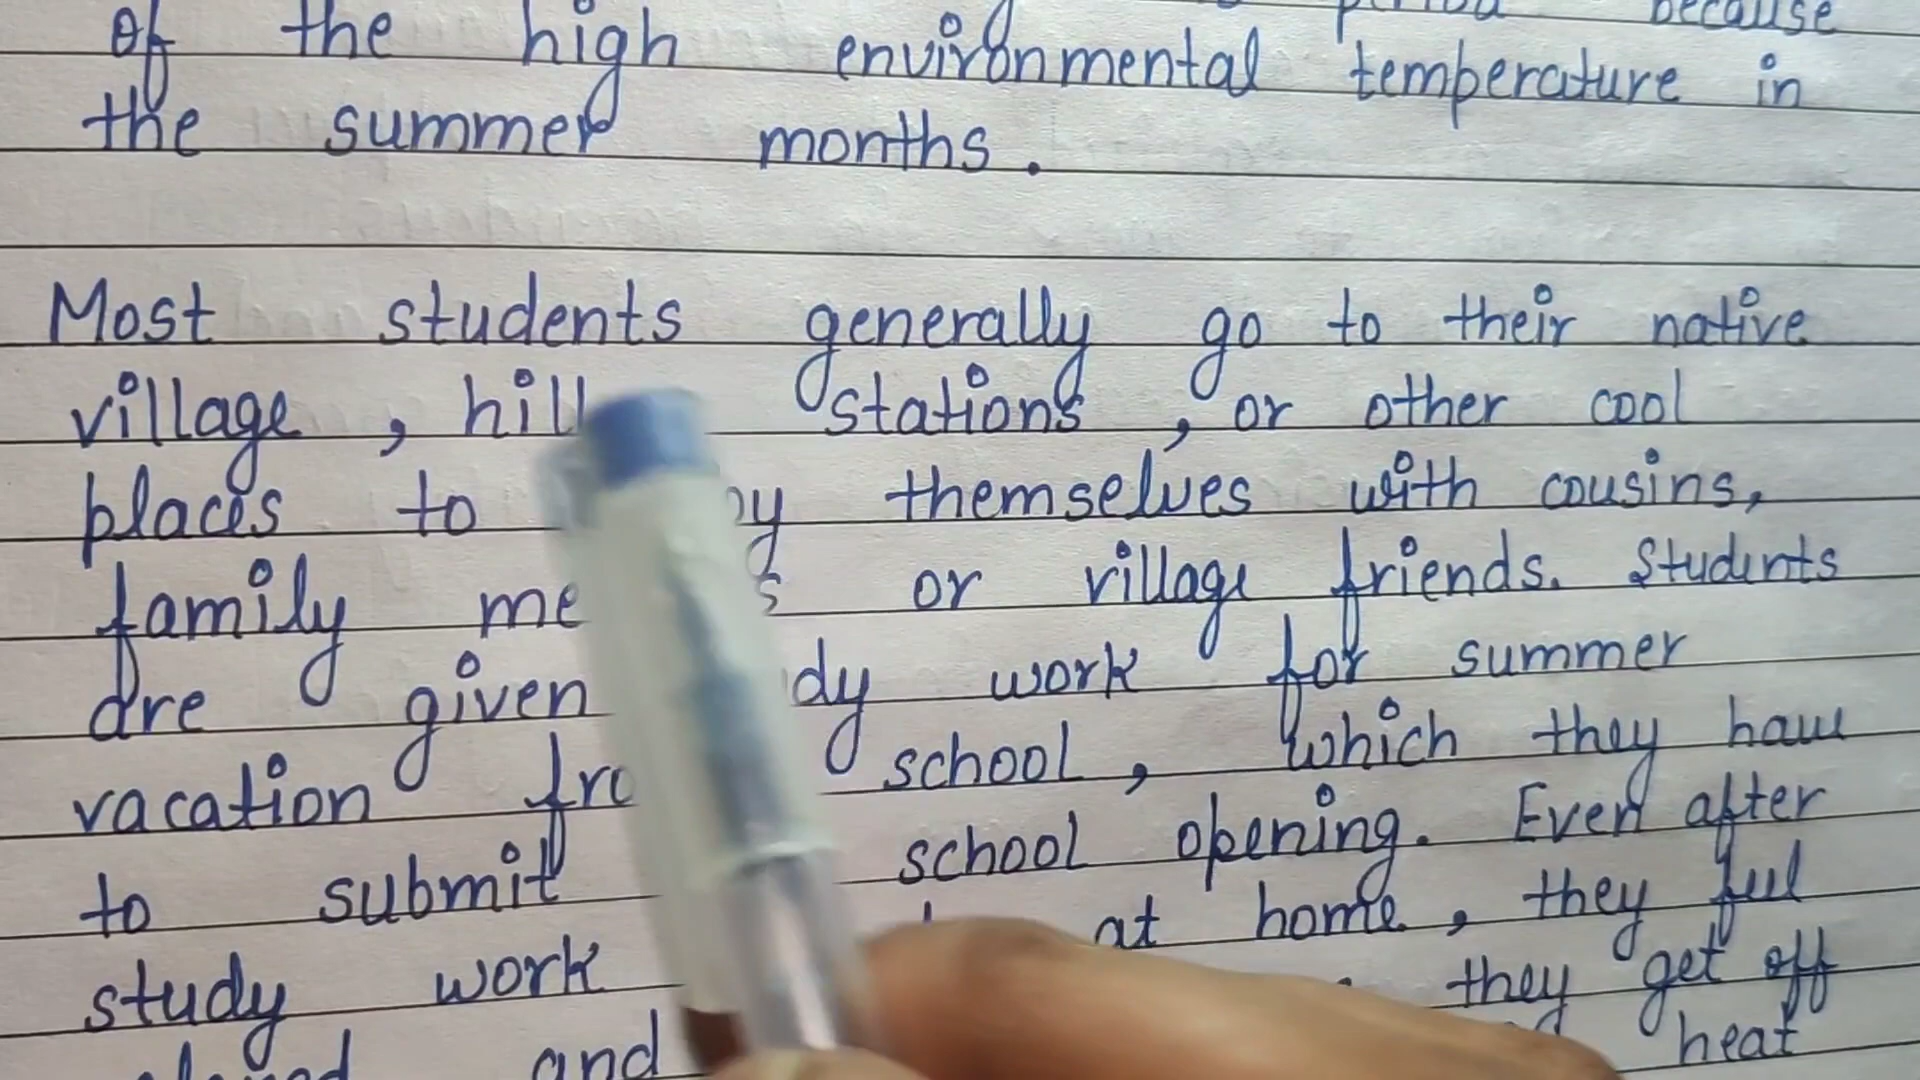 period because
of the high environmental temperature in
the summer months.
Most students generally go to their native
village, hill stations, or other cool
places to themselves with cousins,
family or village friends. Students
are given work for summer
vacation school, which they have
to submit school opening. Even after
study work at home, they feel
and they get off
heat